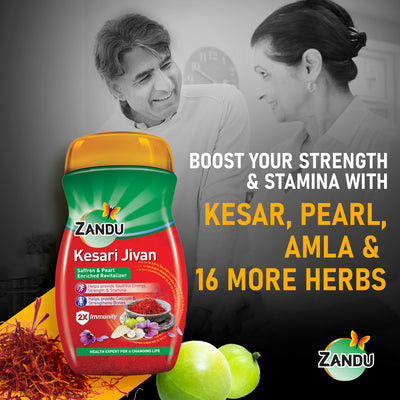 BOOST YOUR STRENGTH
& STAMINA WITH
KESAR, PEARL,
AMLA &
16 MORE HERBS
ZANDU
Kesari Jivan
Saffron & Pearl
Enriched Revitalizer
Helps provide Youthful Energy,
Strength & Stamina
Helps provide Calcium &
Strengthens Bones
2X Immunity
HEALTH EXPERT FOR A CHANGING LIFE
ZANDU